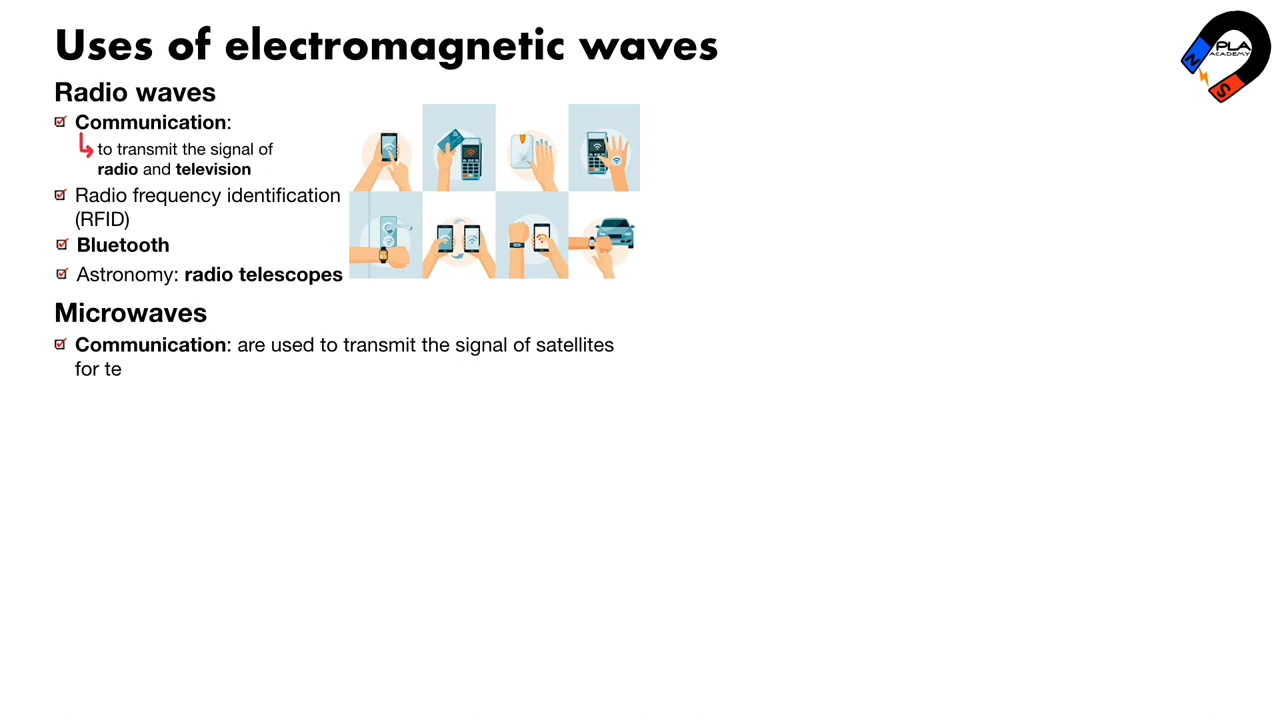 Uses of electromagnetic waves
PLA
ACADEMY
N
S
Radio waves
Communication:
to transmit the signal of
radio and television
Radio frequency identification
(RFID)
Bluetooth
Astronomy: radio telescopes
Microwaves
Communication: are used to transmit the signal of satellites
for te